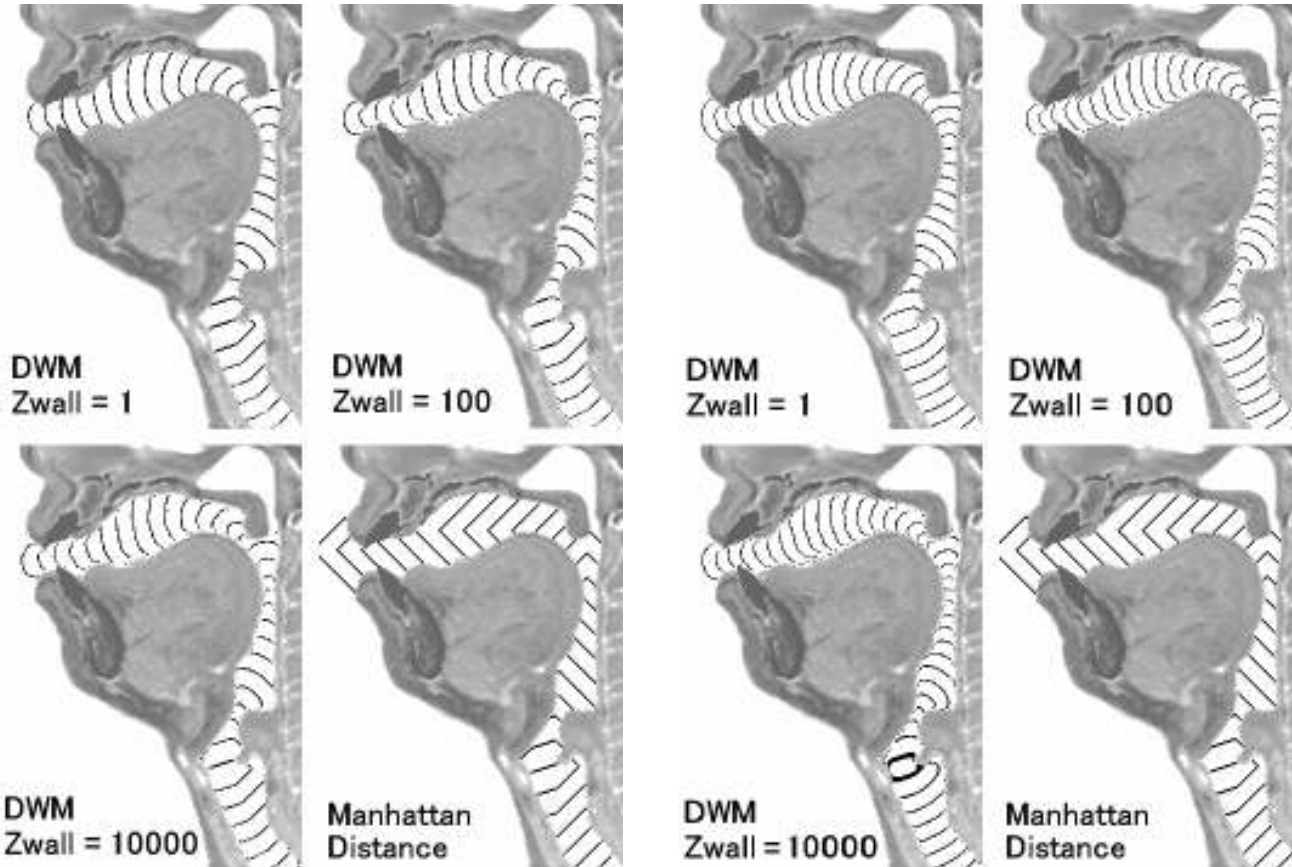 DWM
Zwall = 1
DWM
Zwall = 100
DWM
Zwall = 1
DWM
Zwall = 100
DWM
Zwall = 10000
Manhattan
Distance
DWM
Zwall = 10000
Manhattan
Distance